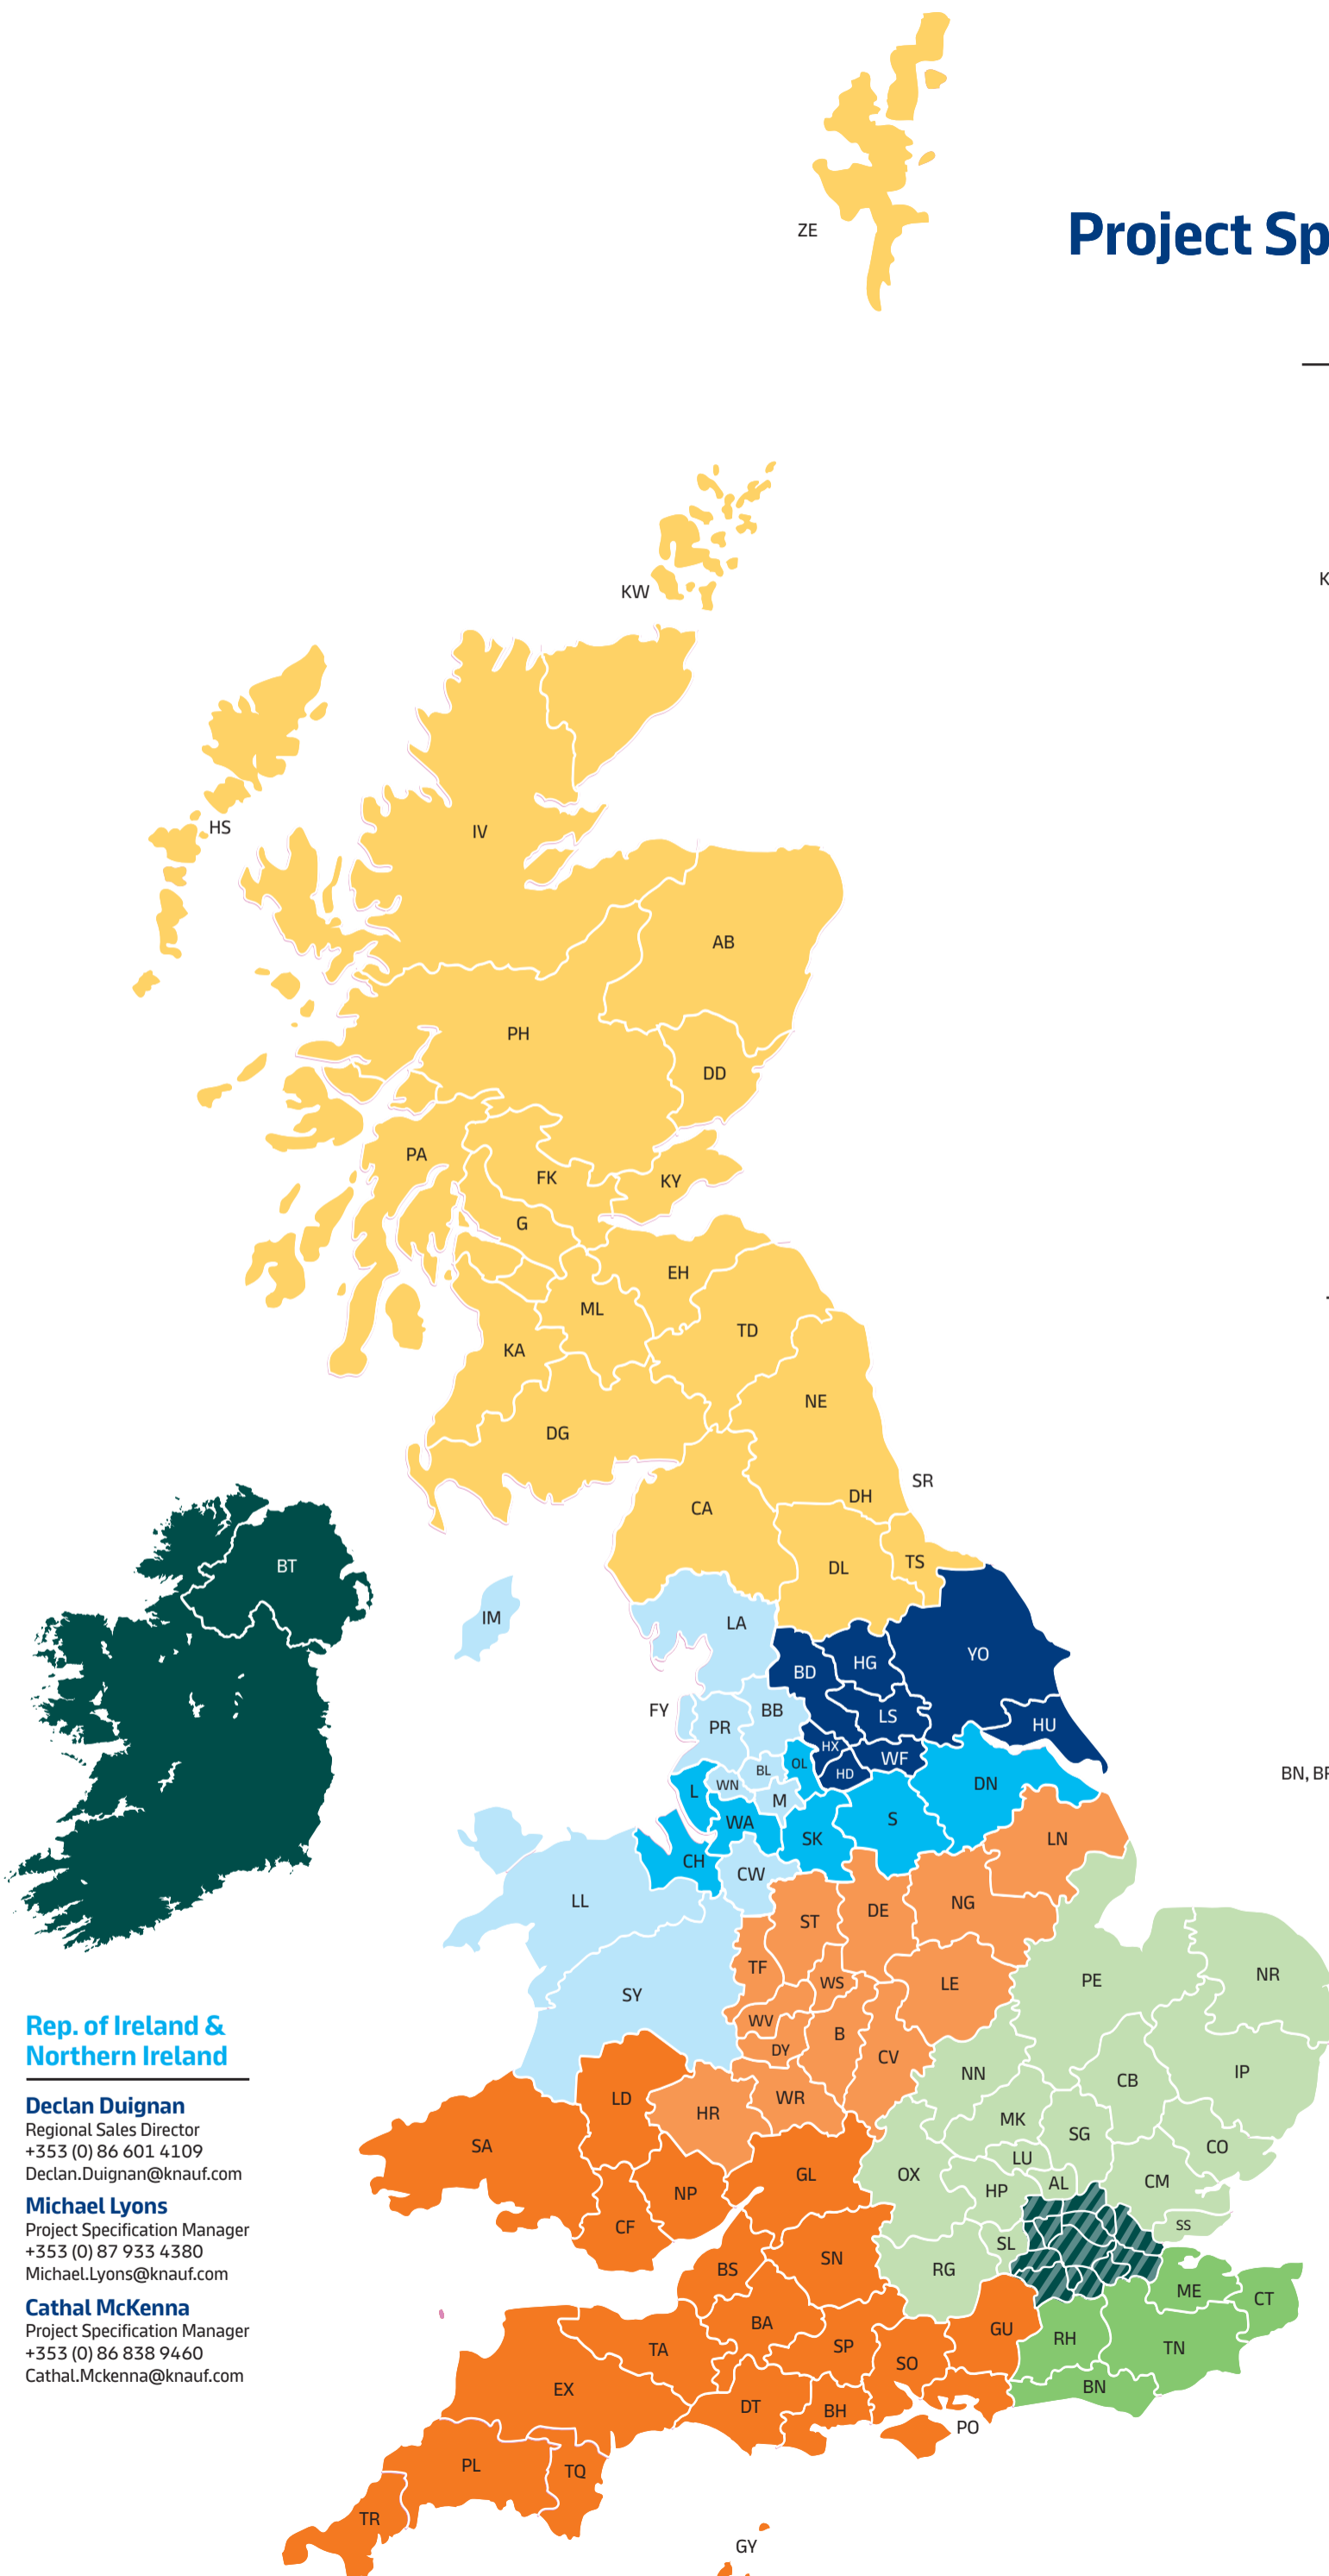 ZE
Project Sp
KW
K
HS
IV
AB
PH
DD
PA
FK
KY
G
EH
ML
TD
KA
NE
DG
SR
DH
CA
BT
TS
DL
IM
LA
YO
HG
BD
FY
BB
LS
PR
HU
HX
WF
OL
BL
HD
BN, BR
WN
DN
L
M
S
WA
SK
LN
CH
CW
LL
NG
DE
ST
TF
NR
PE
WS
LE
SY
WV
B
DY
CV
IP
NN
CB
LD
WR
HR
MK
SG
SA
CO
LU
OX
GL
CM
AL
HP
NP
CF
SS
SL
SN
BS
RG
ME
CT
BA
GU
RH
SP
TN
TA
SO
EX
BN
DT
BH
PO
PL
TQ
TR
GY
Rep. of Ireland &
Northern Ireland
Declan Duignan
Regional Sales Director
+353 (0) 86 601 4109
Declan.Duignan@knauf.com
Michael Lyons
Project Specification Manager
+353 (0) 87 933 4380
Michael.Lyons@knauf.com
Cathal McKenna
Project Specification Manager
+353 (0) 86 838 9460
Cathal.Mckenna@knauf.com